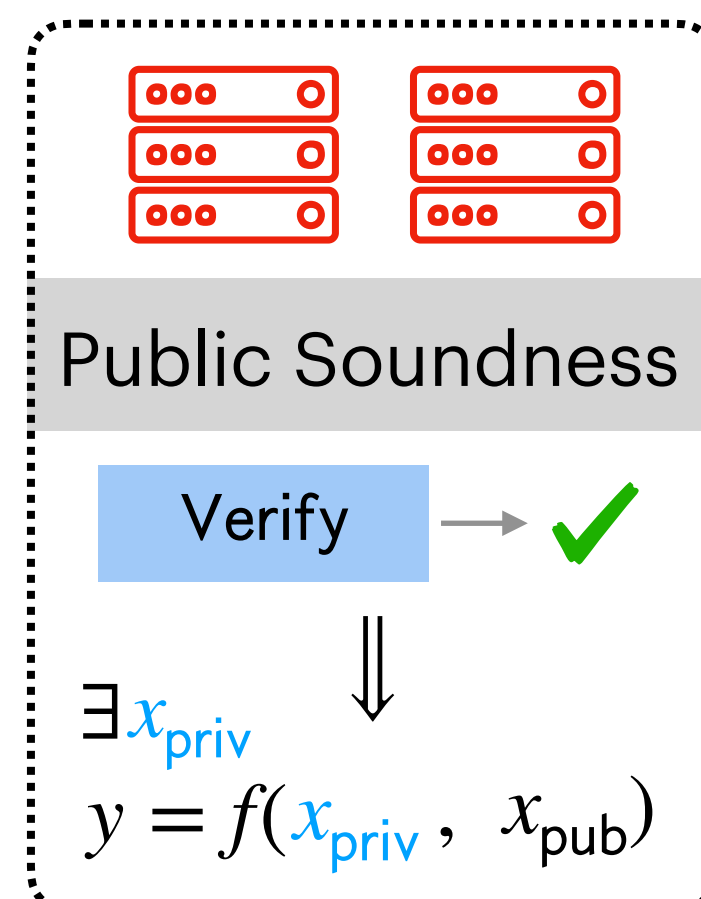 Public Soundness
Verify
∃x_priv
y = f(x_priv , x_pub)